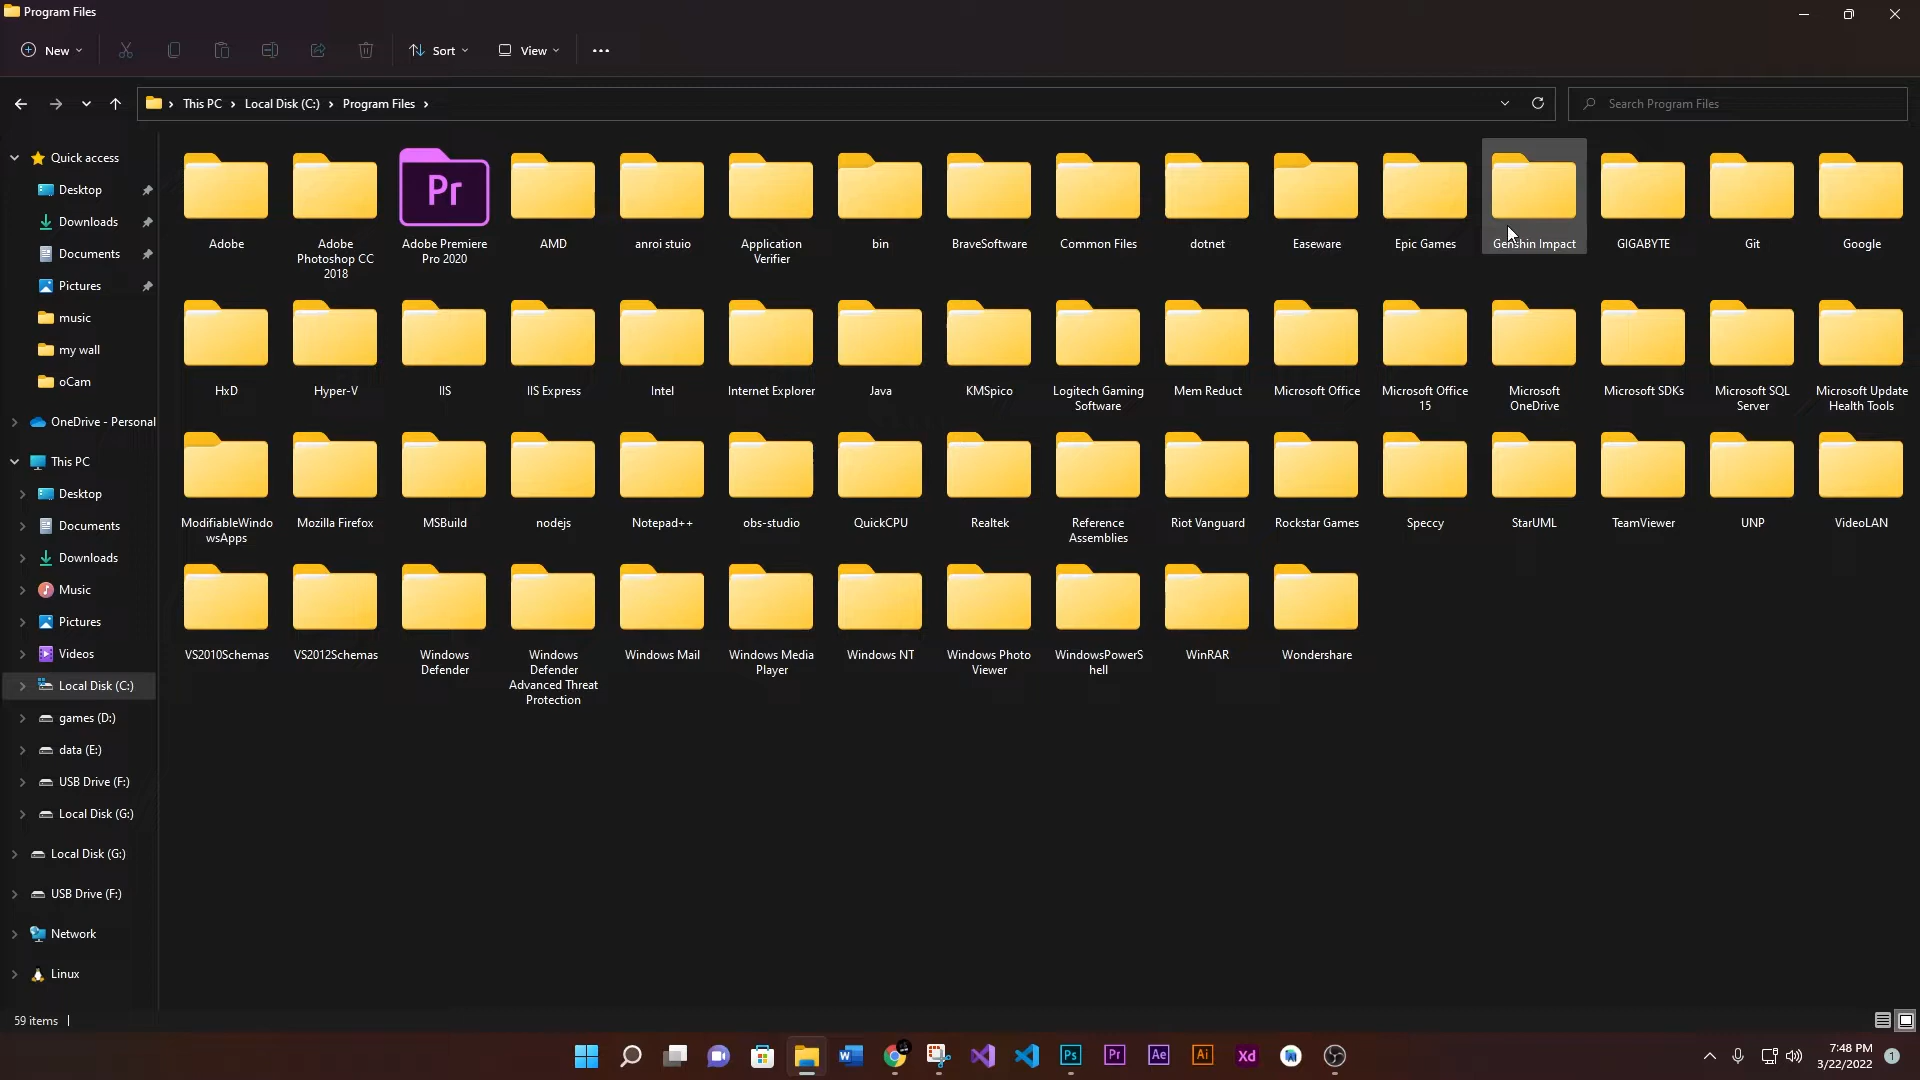 Program Files
New
Sort
View
This PC
Local Disk (C:)
Program Files
Search Program Files
Quick access
Desktop
Downloads
Documents
Pictures
music
my wall
oCam
OneDrive - Personal
This PC
Desktop
Documents
Downloads
Music
Pictures
Videos
Local Disk (C:)
games (D:)
data (E:)
USB Drive (F:)
Local Disk (G:)
Local Disk (G:)
USB Drive (F:)
Network
Linux
Pr
Adobe
Adobe
Photoshop CC
2018
Adobe Premiere
Pro 2020
AMD
anroi stuio
Application
Verifier
bin
BraveSoftware
Common Files
dotnet
Easeware
Epic Games
Genshin Impact
GIGABYTE
Git
Google
HxD
Hyper-V
IIS
IIS Express
Intel
Internet Explorer
Java
KMSpico
Logitech Gaming
Software
Mem Reduct
Microsoft Office
Microsoft Office
15
Microsoft
OneDrive
Microsoft SDKs
Microsoft SQL
Server
Microsoft Update
Health Tools
ModifiableWindo
wsApps
Mozilla Firefox
MSBuild
nodejs
Notepad++
obs-studio
QuickCPU
Realtek
Reference
Assemblies
Riot Vanguard
Rockstar Games
Speccy
StarUML
TeamViewer
UNP
VideoLAN
VS2010Schemas
VS2012Schemas
Windows
Defender
Windows
Defender
Advanced Threat
Protection
Windows Mail
Windows Media
Player
Windows NT
Windows Photo
Viewer
WindowsPowerS
hell
WinRAR
Wondershare
59 items
W
Ps
Pr
Ae
Ai
Xd
7:48 PM
3/22/2022
1